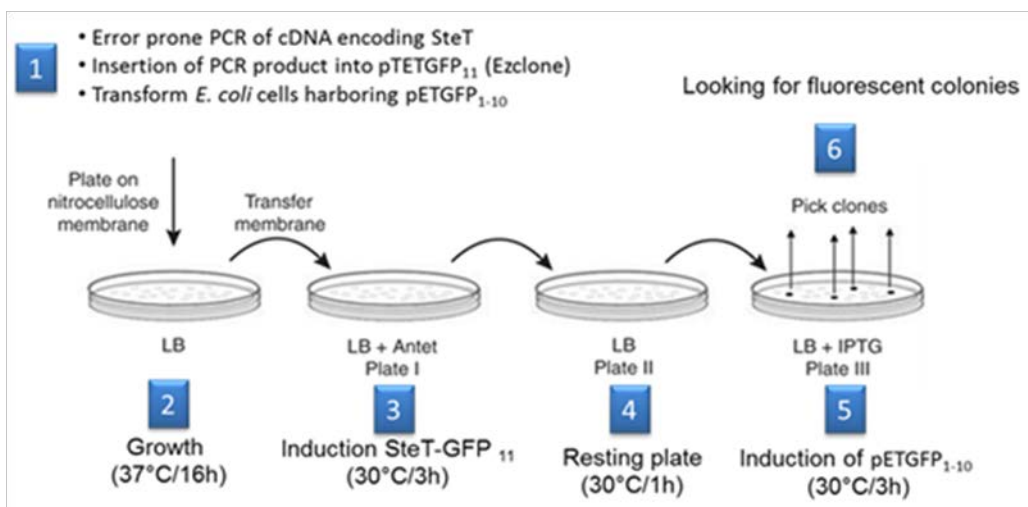 1
• Error prone PCR of cDNA encoding SteT
• Insertion of PCR product into pTETGFP₁₁ (Ezclone)
• Transform E. coli cells harboring pETGFP₁₋₁₀
Looking for fluorescent colonies
6
Plate on
nitrocellulose
membrane
Transfer
membrane
Pick clones
LB
LB + Antet
Plate I
LB
Plate II
LB + IPTG
Plate III
2
3
4
5
Growth
(37°C/16h)
Induction SteT-GFP ₁₁
(30°C/3h)
Resting plate
(30°C/1h)
Induction of pETGFP₁₋₁₀
(30°C/3h)